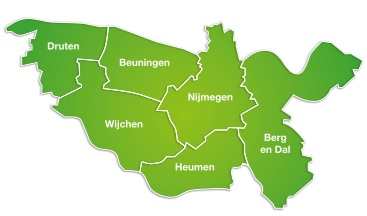 Druten
Beuningen
Nijmegen
Wijchen
Berg
en Dal
Heumen